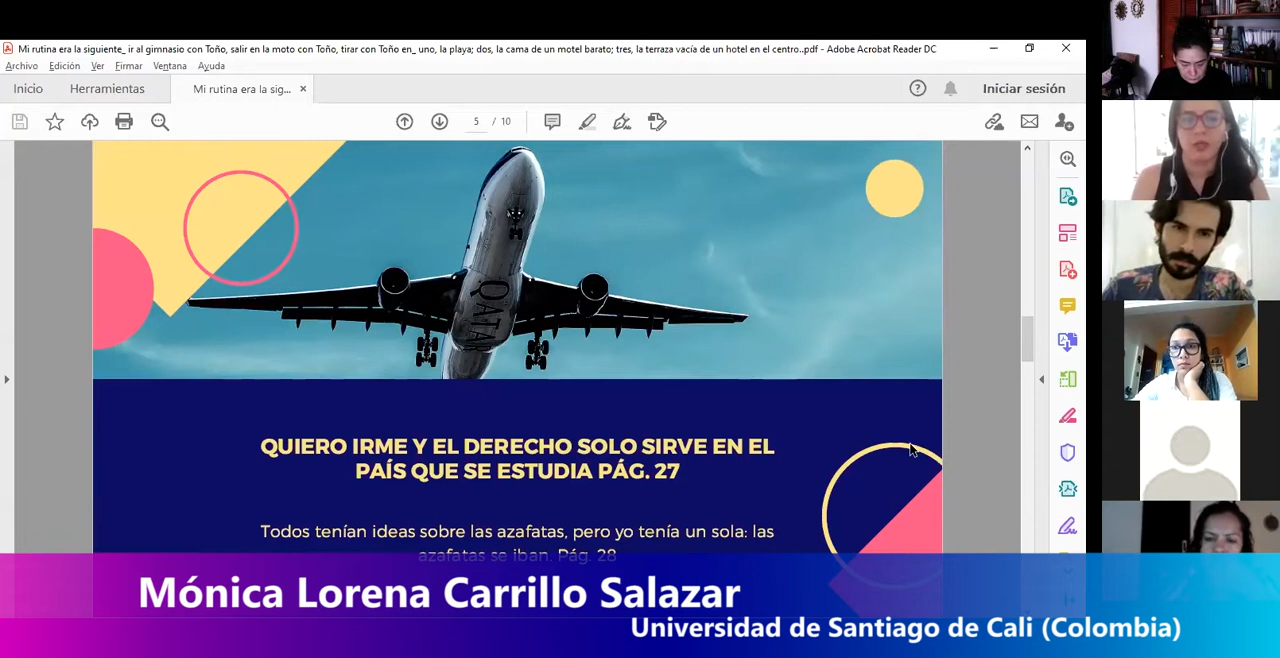 Mi rutina era la siguiente_ ir al gimnasio con Toño, salir en la moto con Toño, tirar con Toño en_ uno, la playa; dos, la cama de un motel barato; tres, la terraza vacía de un hotel en el centro..pdf - Adobe Acrobat Reader DC
Archivo Edición Ver Firmar Ventana Ayuda
Inicio Herramientas Mi rutina era la sig... × Iniciar sesión
5 / 10
QATAR
QUIERO IRME Y EL DERECHO SOLO SIRVE EN EL
PAÍS QUE SE ESTUDIA PÁG. 27
Todos tenían ideas sobre las azafatas, pero yo tenía un sola: las
azafatas se iban. Pág. 28
Mónica Lorena Carrillo Salazar
Universidad de Santiago de Cali (Colombia)